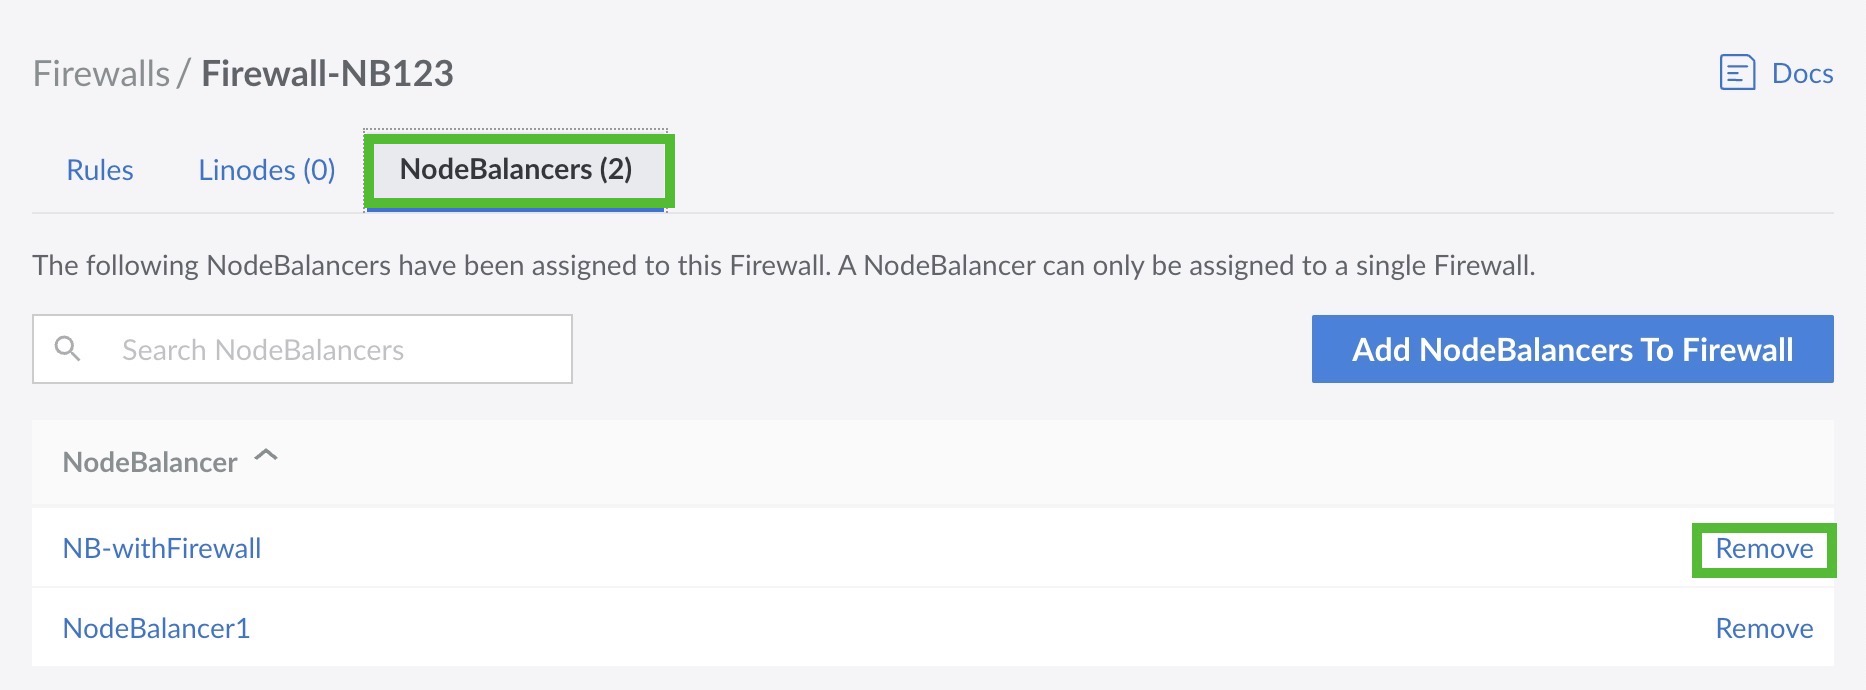 Firewalls / Firewall-NB123
Docs
Rules
Linodes (0)
NodeBalancers (2)
The following NodeBalancers have been assigned to this Firewall. A NodeBalancer can only be assigned to a single Firewall.
Search NodeBalancers
Add NodeBalancers To Firewall
NodeBalancer
NB-withFirewall
Remove
NodeBalancer1
Remove